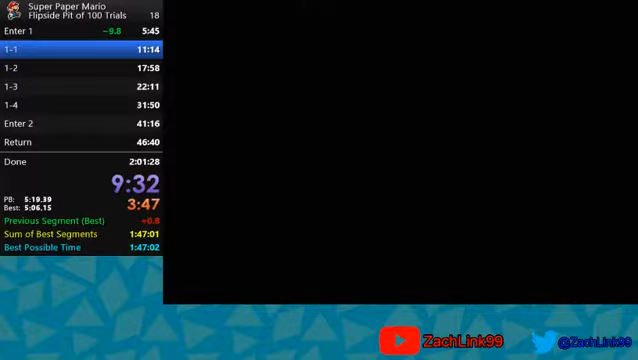 Super Paper Mario
Flipside Pit of 100 Trials 18
Enter 1 -9.8 5:45
1-1 11:14
1-2 17:58
1-3 22:11
1-4 31:50
Enter 2 41:16
Return 46:40
Done 2:01:28
9:32
PB: 5:19.39
Best: 5:06.15
3:47
Previous Segment (Best) +0.8
Sum of Best Segments 1:47:01
Best Possible Time 1:47:02
ZachLink99
@ZachLink99